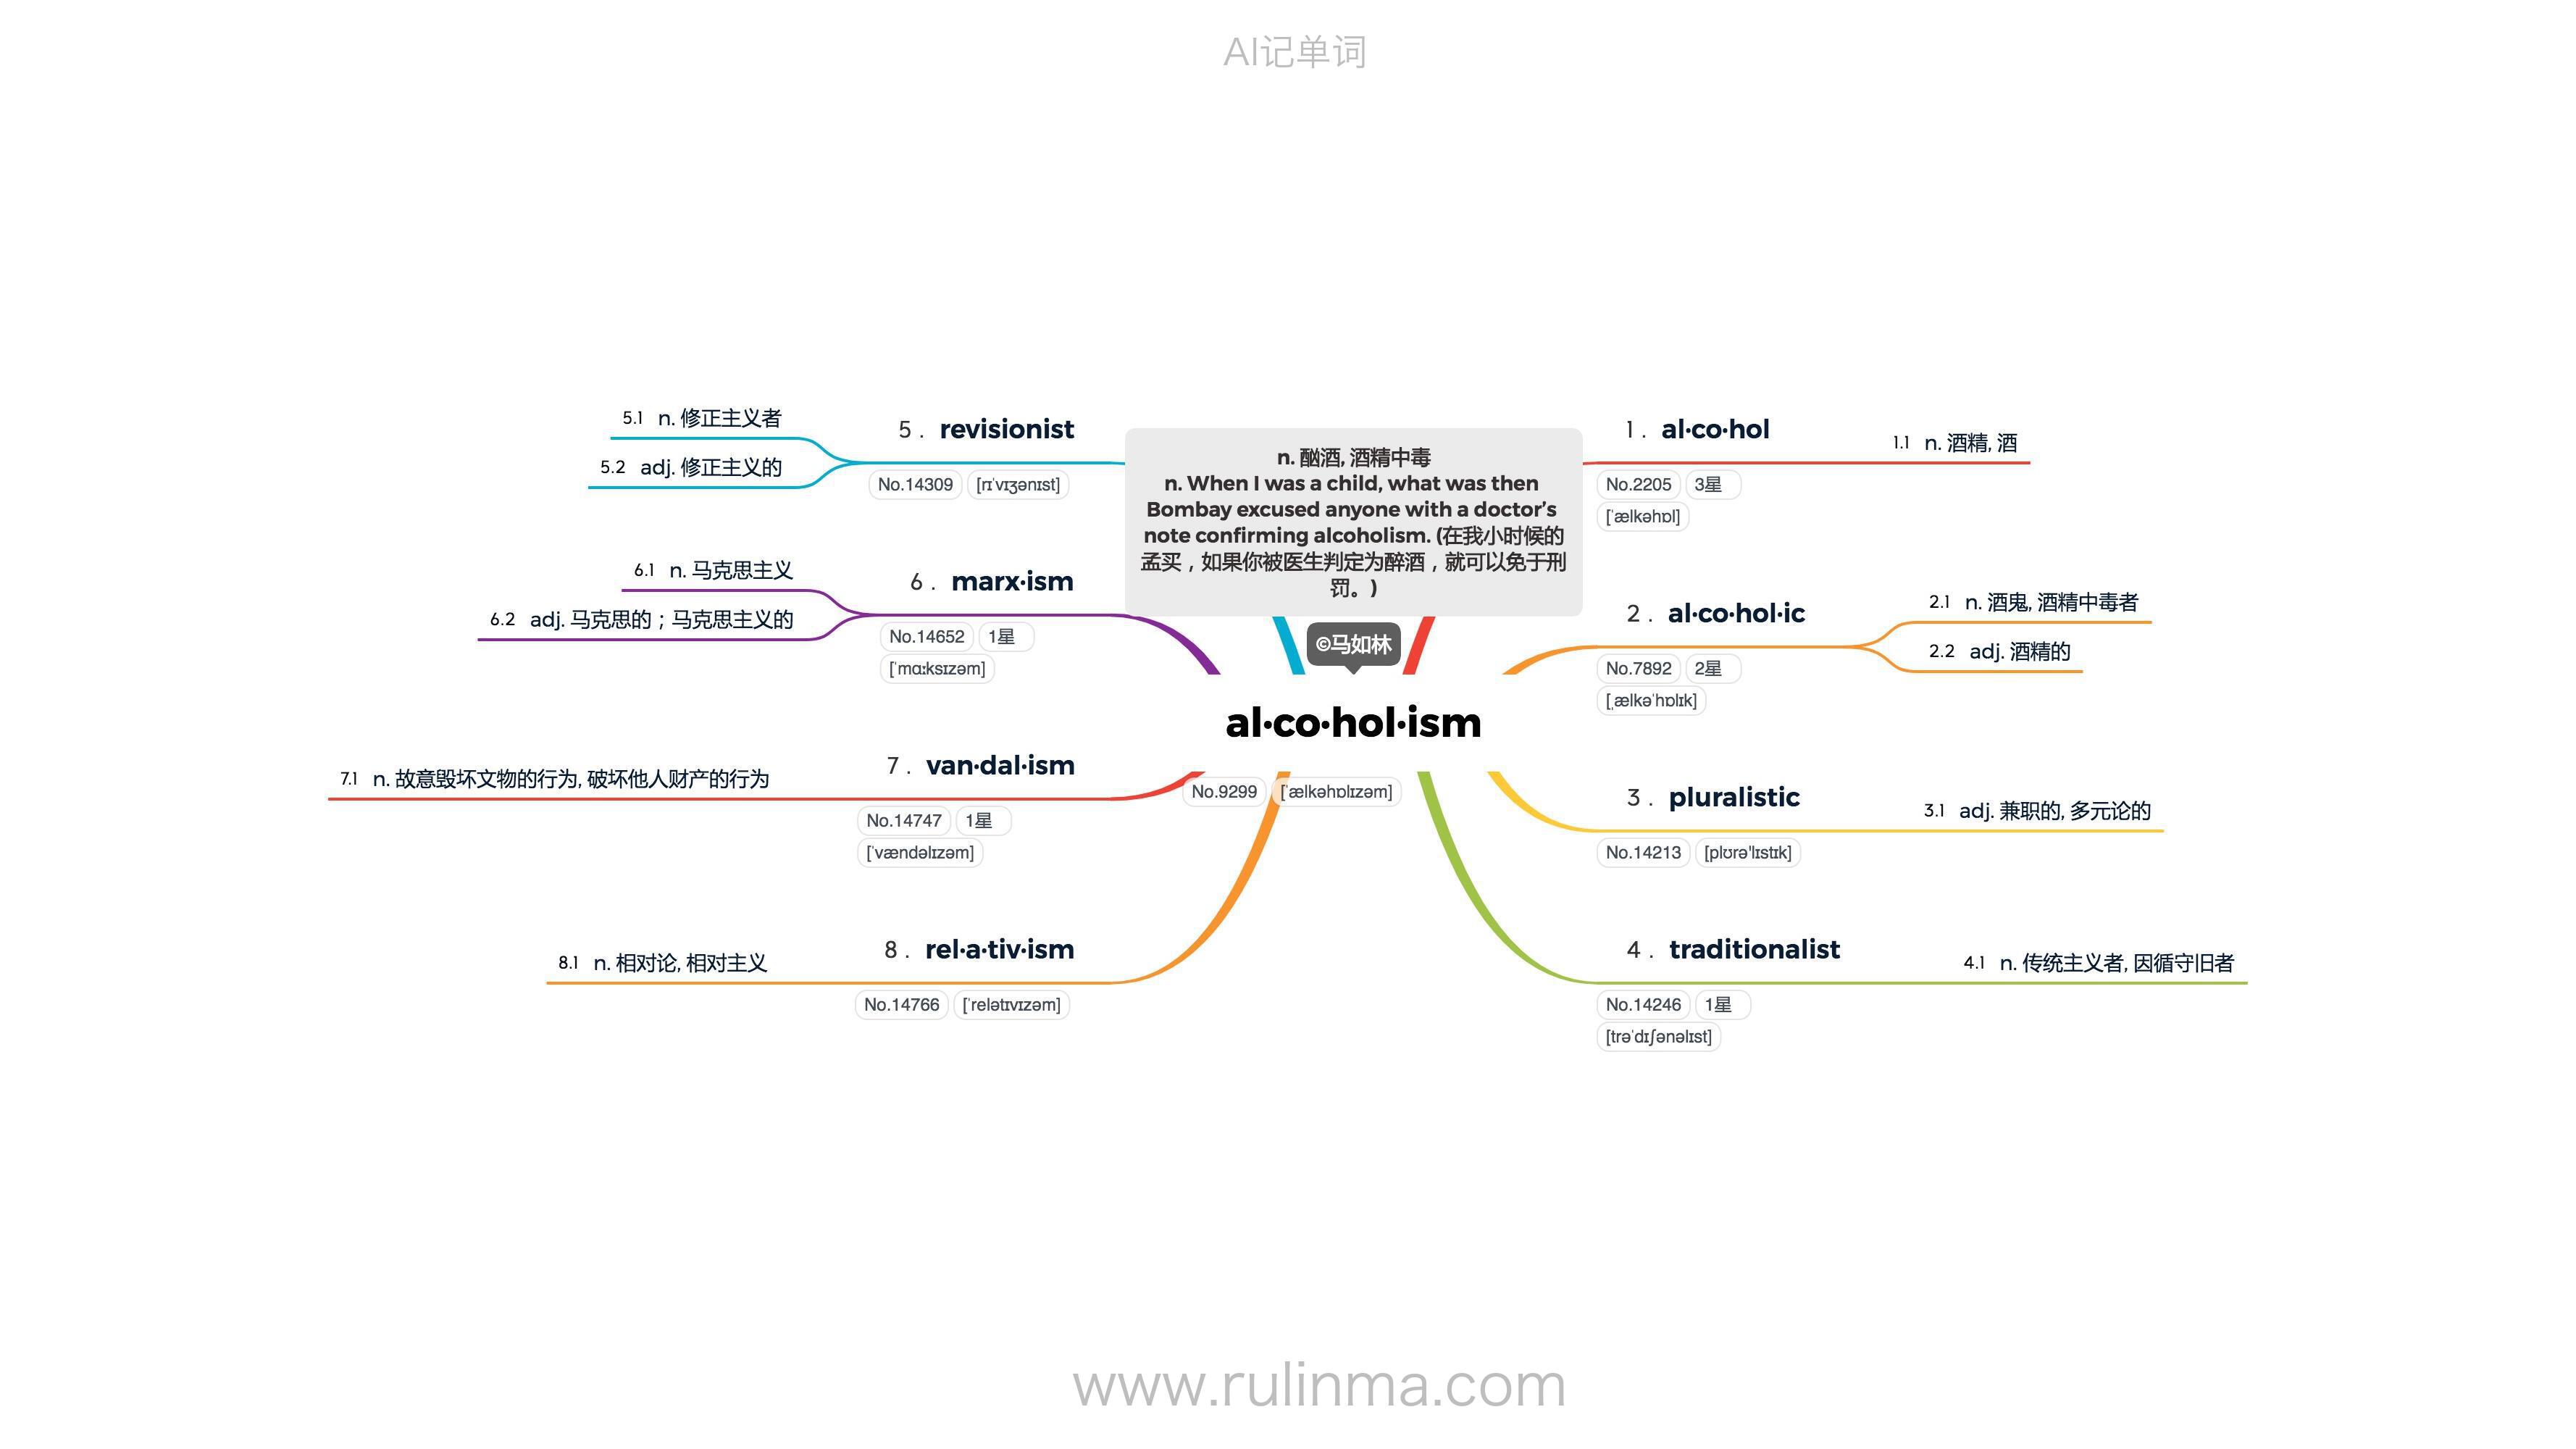 AI记单词
n. 酗酒, 酒精中毒
n. When I was a child, what was then
Bombay excused anyone with a doctor’s
note confirming alcoholism. (在我小时候的
孟买，如果你被医生判定为醉酒，就可以免于刑
罚。)
©马如林
al·co·hol·ism
No.9299 [ˈælkəhɒlɪzəm]
1 . al·co·hol
1.1 n. 酒精, 酒
No.2205 3星
[ˈælkəhɒl]
2 . al·co·hol·ic
2.1 n. 酒鬼, 酒精中毒者
2.2 adj. 酒精的
No.7892 2星
[ˌælkəˈhɒlɪk]
3 . pluralistic
3.1 adj. 兼职的, 多元论的
No.14213 [plʊrə'lɪstɪk]
4 . traditionalist
4.1 n. 传统主义者, 因循守旧者
No.14246 1星
[trəˈdɪʃənəlɪst]
5 . revisionist
5.1 n. 修正主义者
5.2 adj. 修正主义的
No.14309 [rɪˈvɪʒənɪst]
6 . marx·ism
6.1 n. 马克思主义
6.2 adj. 马克思的；马克思主义的
No.14652 1星
[ˈmɑːksɪzəm]
7 . van·dal·ism
7.1 n. 故意毁坏文物的行为, 破坏他人财产的行为
No.14747 1星
[ˈvændəlɪzəm]
8 . rel·a·tiv·ism
8.1 n. 相对论, 相对主义
No.14766 [ˈrelətɪvɪzəm]
www.rulinma.com